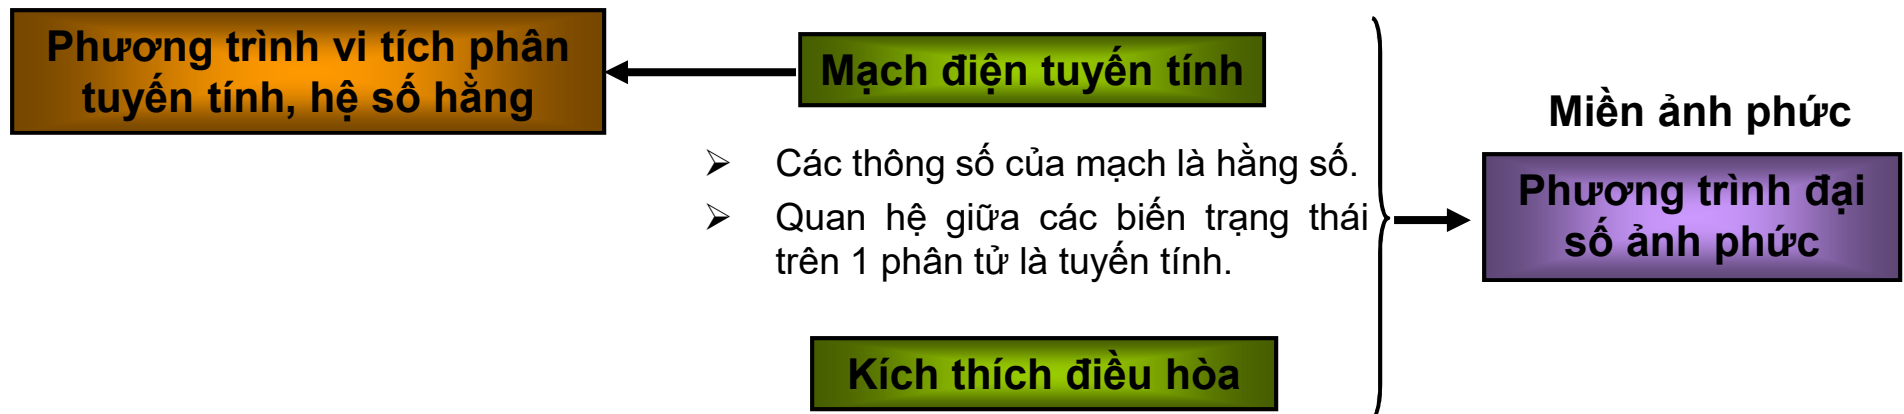 Phương trình vi tích phân
tuyến tính, hệ số hằng
Mạch điện tuyến tính
➢ Các thông số của mạch là hằng số.
➢ Quan hệ giữa các biến trạng thái
trên 1 phân tử là tuyến tính.
Kích thích điều hòa
Miền ảnh phức
Phương trình đại
số ảnh phức